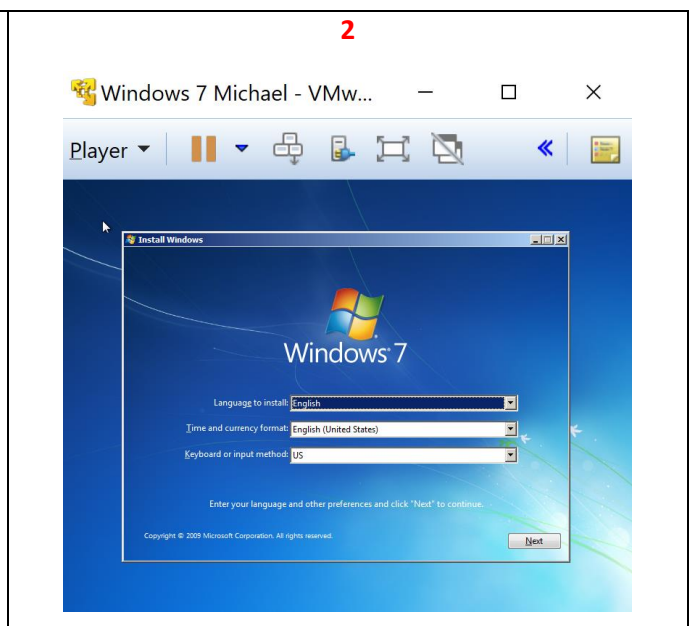 2
Windows 7 Michael - VMw...
Player
Install Windows
Windows 7
Language to install: English
Time and currency format: English (United States)
Keyboard or input method: US
Enter your language and other preferences and click "Next" to continue.
Copyright © 2009 Microsoft Corporation. All rights reserved.
Next